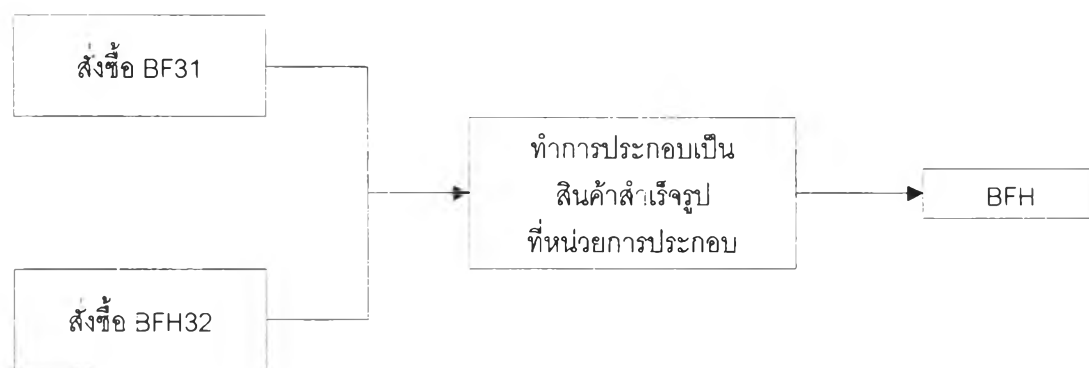 สั่งซื้อ BF31
ทำการประกอบเป็น
สินค้าสำเร็จรูป
ที่หน่วยการประกอบ
BFH
สั่งซื้อ BFH32